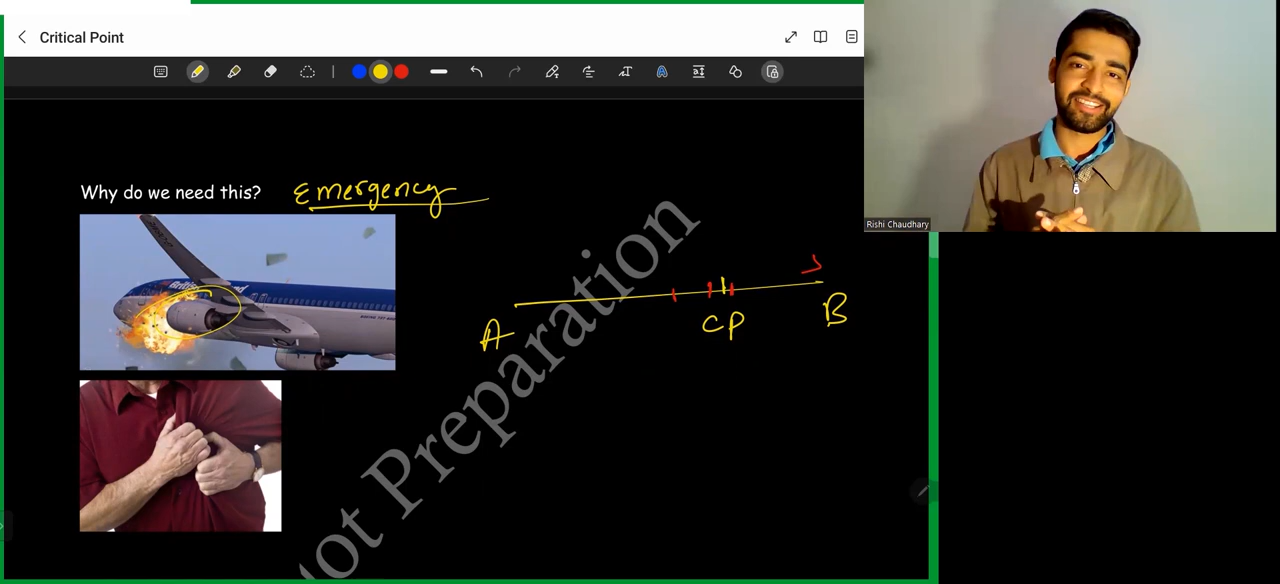 Critical Point
Rishi Chaudhary
Why do we need this? Emergency
A
CP
B
ot Preparation